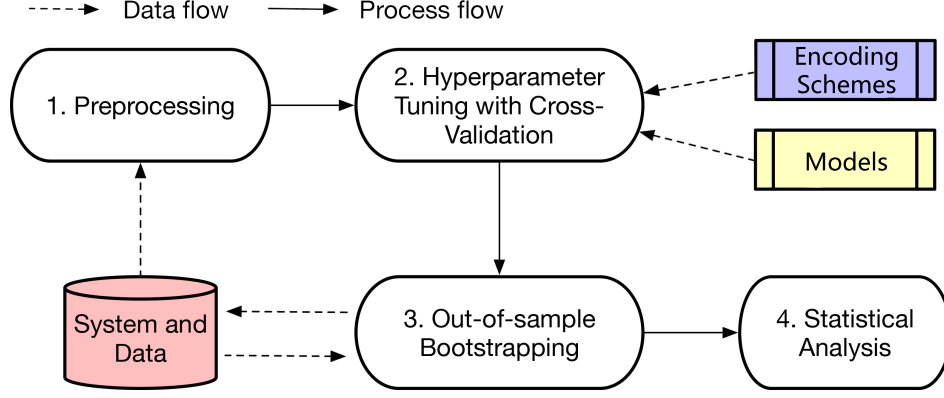 Data flow
Process flow
1. Preprocessing
2. Hyperparameter
Tuning with Cross-
Validation
Encoding
Schemes
Models
System and
Data
3. Out-of-sample
Bootstrapping
4. Statistical
Analysis